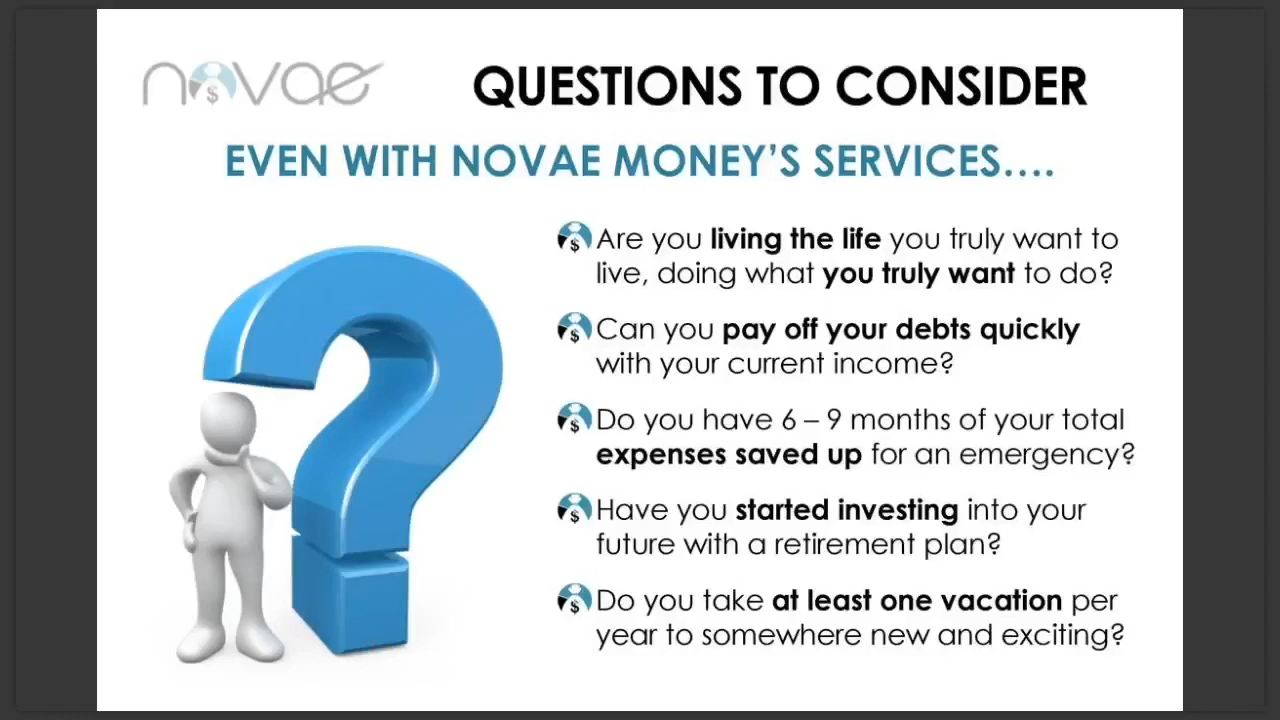 novae
$
QUESTIONS TO CONSIDER
EVEN WITH NOVAE MONEY'S SERVICES....
$ Are you living the life you truly want to
live, doing what you truly want to do?
$ Can you pay off your debts quickly
with your current income?
$ Do you have 6 – 9 months of your total
expenses saved up for an emergency?
$ Have you started investing into your
future with a retirement plan?
$ Do you take at least one vacation per
year to somewhere new and exciting?